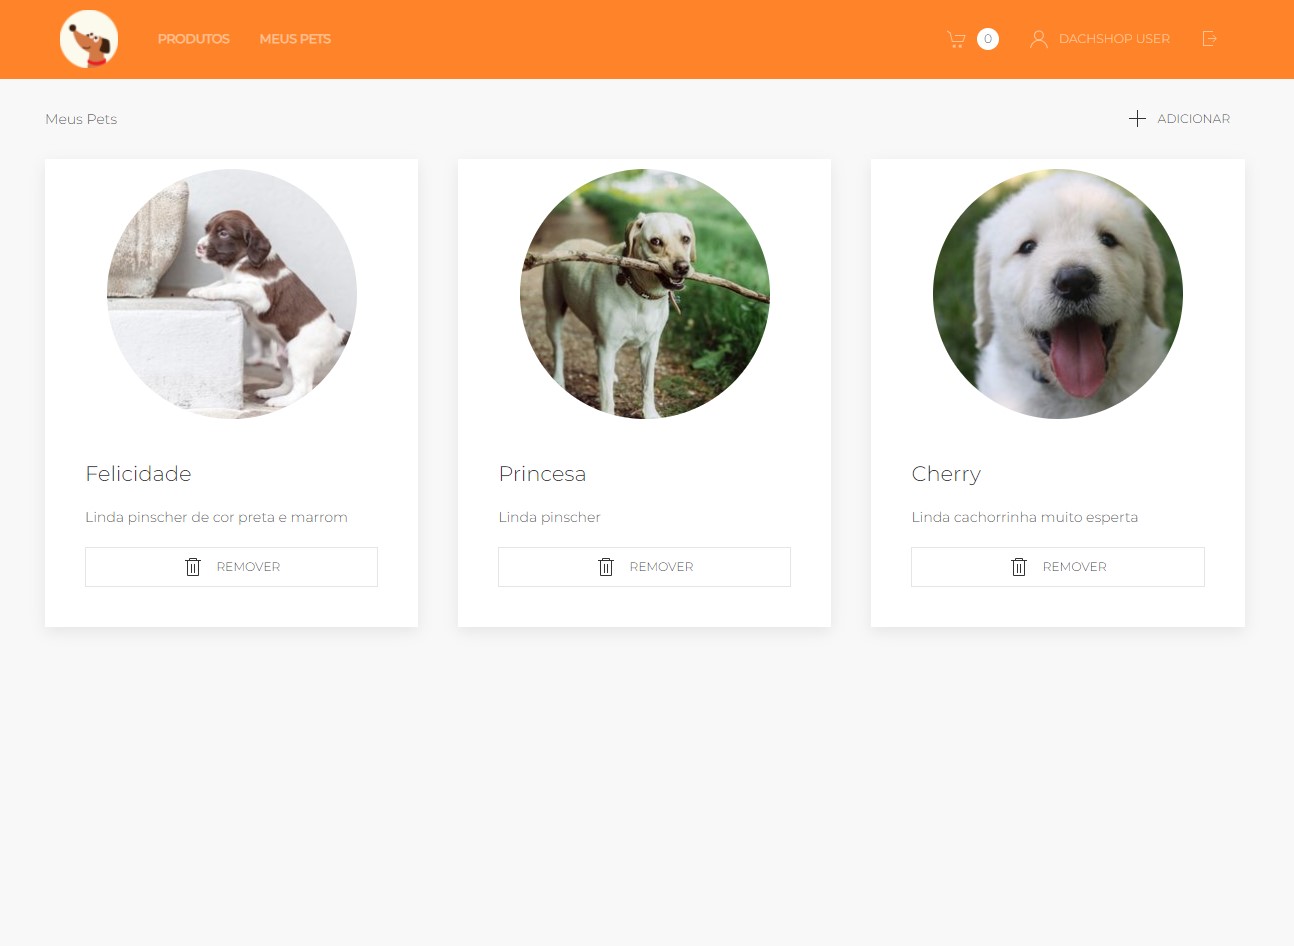 PRODUTOS MEUS PETS 0 DACHSHOP USER
Meus Pets ADICIONAR
Felicidade
Linda pinscher de cor preta e marrom
REMOVER
Princesa
Linda pinscher
REMOVER
Cherry
Linda cachorrinha muito esperta
REMOVER